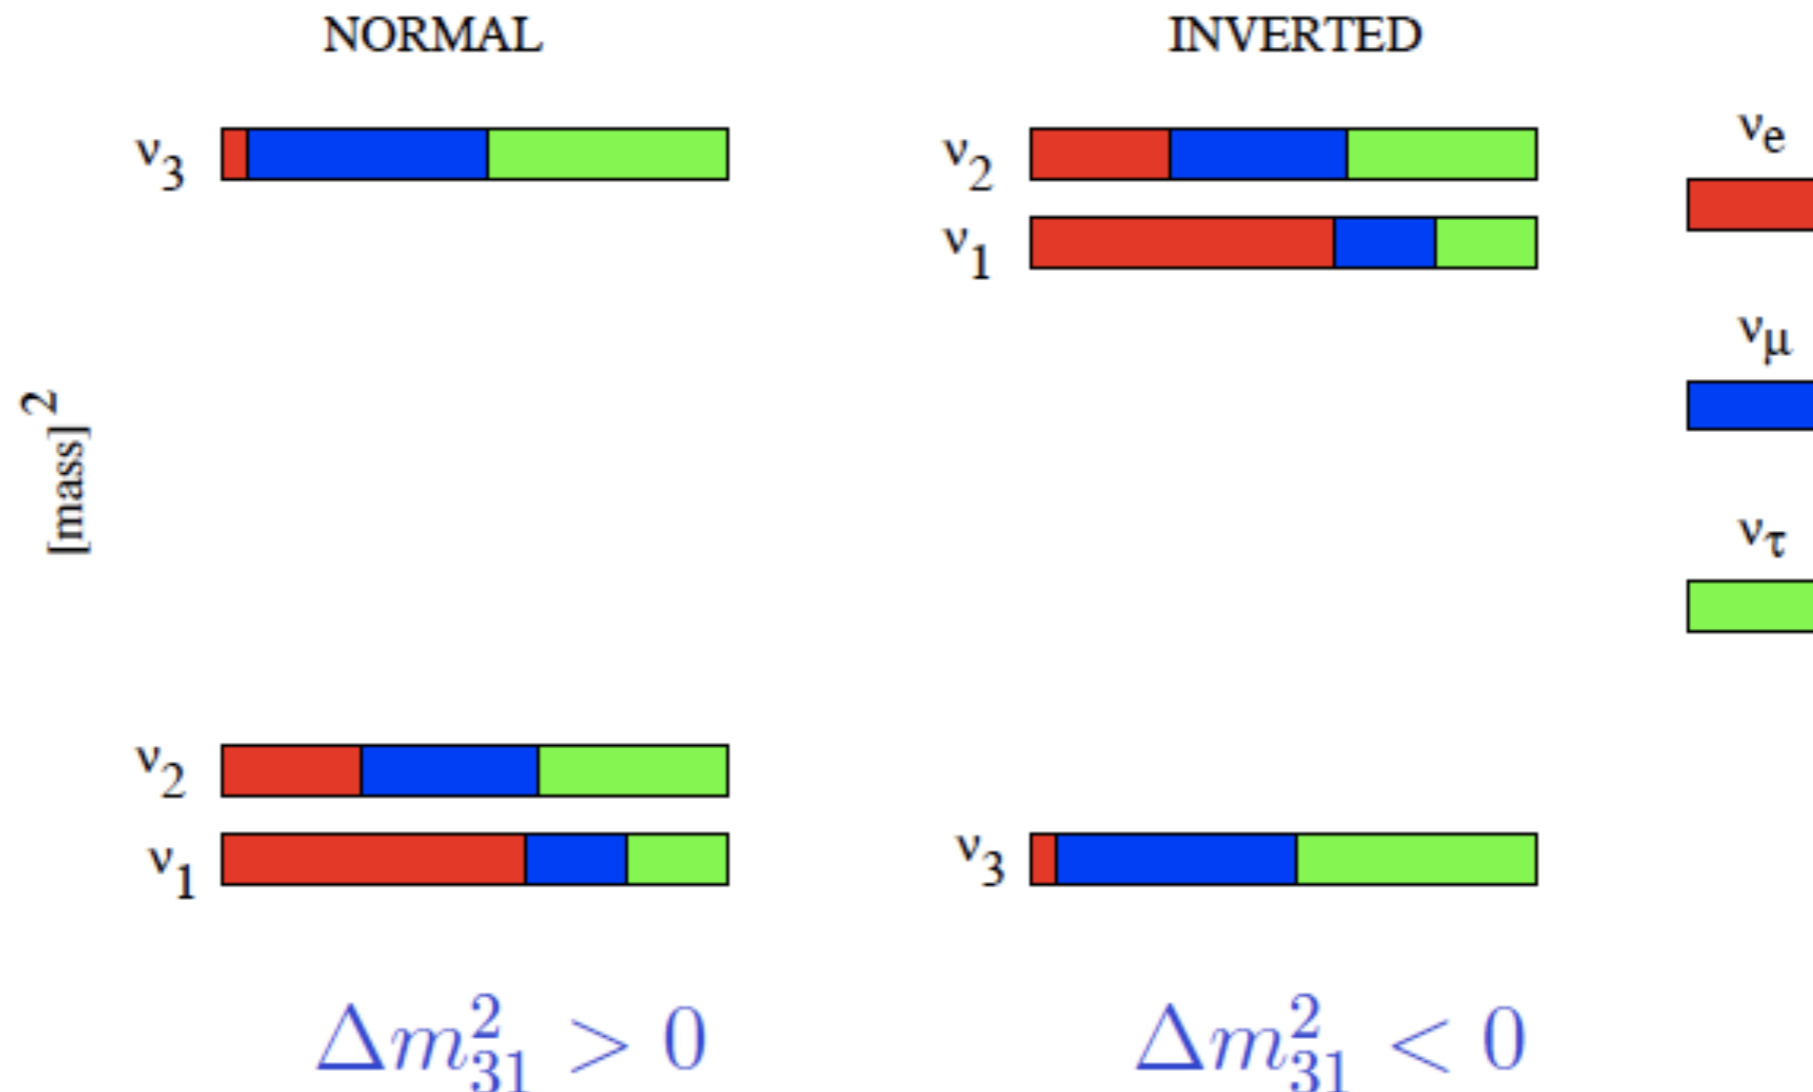 NORMAL
INVERTED
ν3
ν2
ν1
νe
νμ
ντ
[mass]²
ν2
ν1
ν3
Δm²₃₁ > 0
Δm²₃₁ < 0